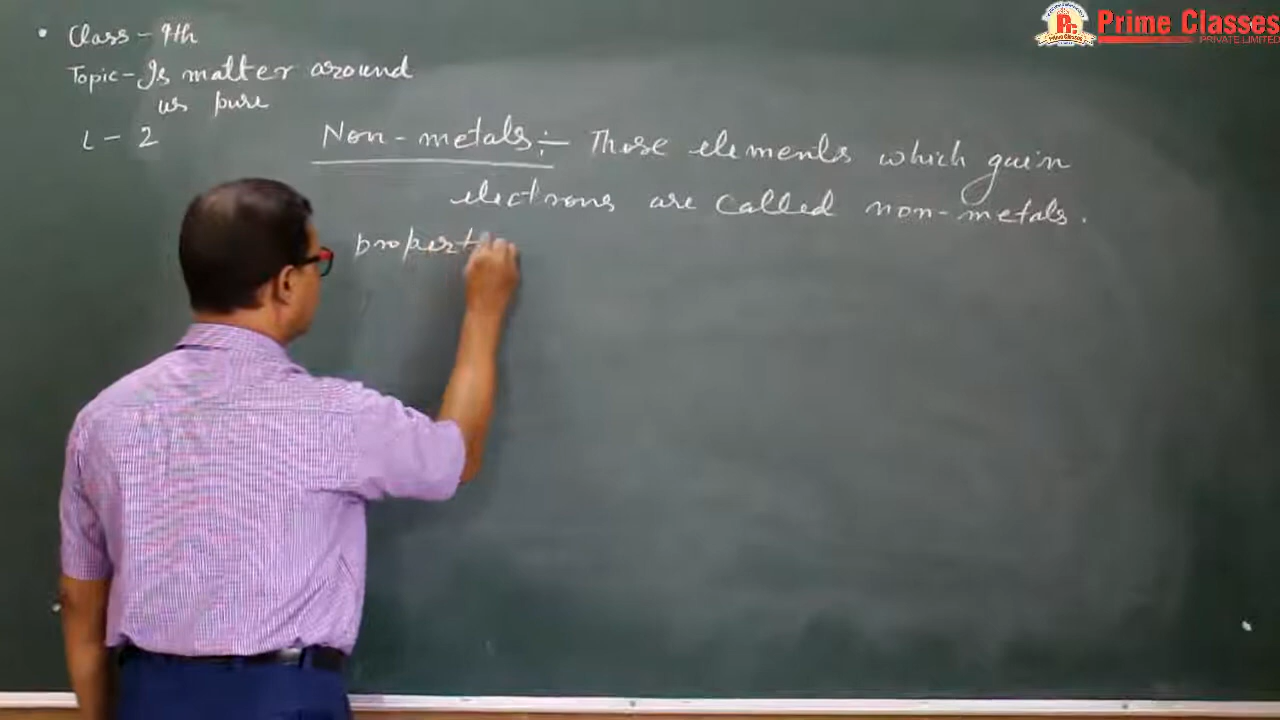 • Class - 9th
Topic - Is matter around
us pure
L - 2
Non-metals :- Those elements which gain
electrons are called non-metals.
propert
Prime Classes
PRIVATE LIMITED